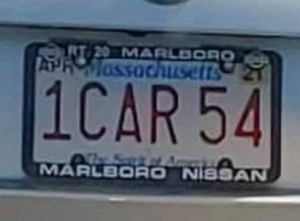 RT. 20 MARLBORO
APR Massachusetts 21
1CAR 54
The Spirit of America
MARLBORO NISSAN